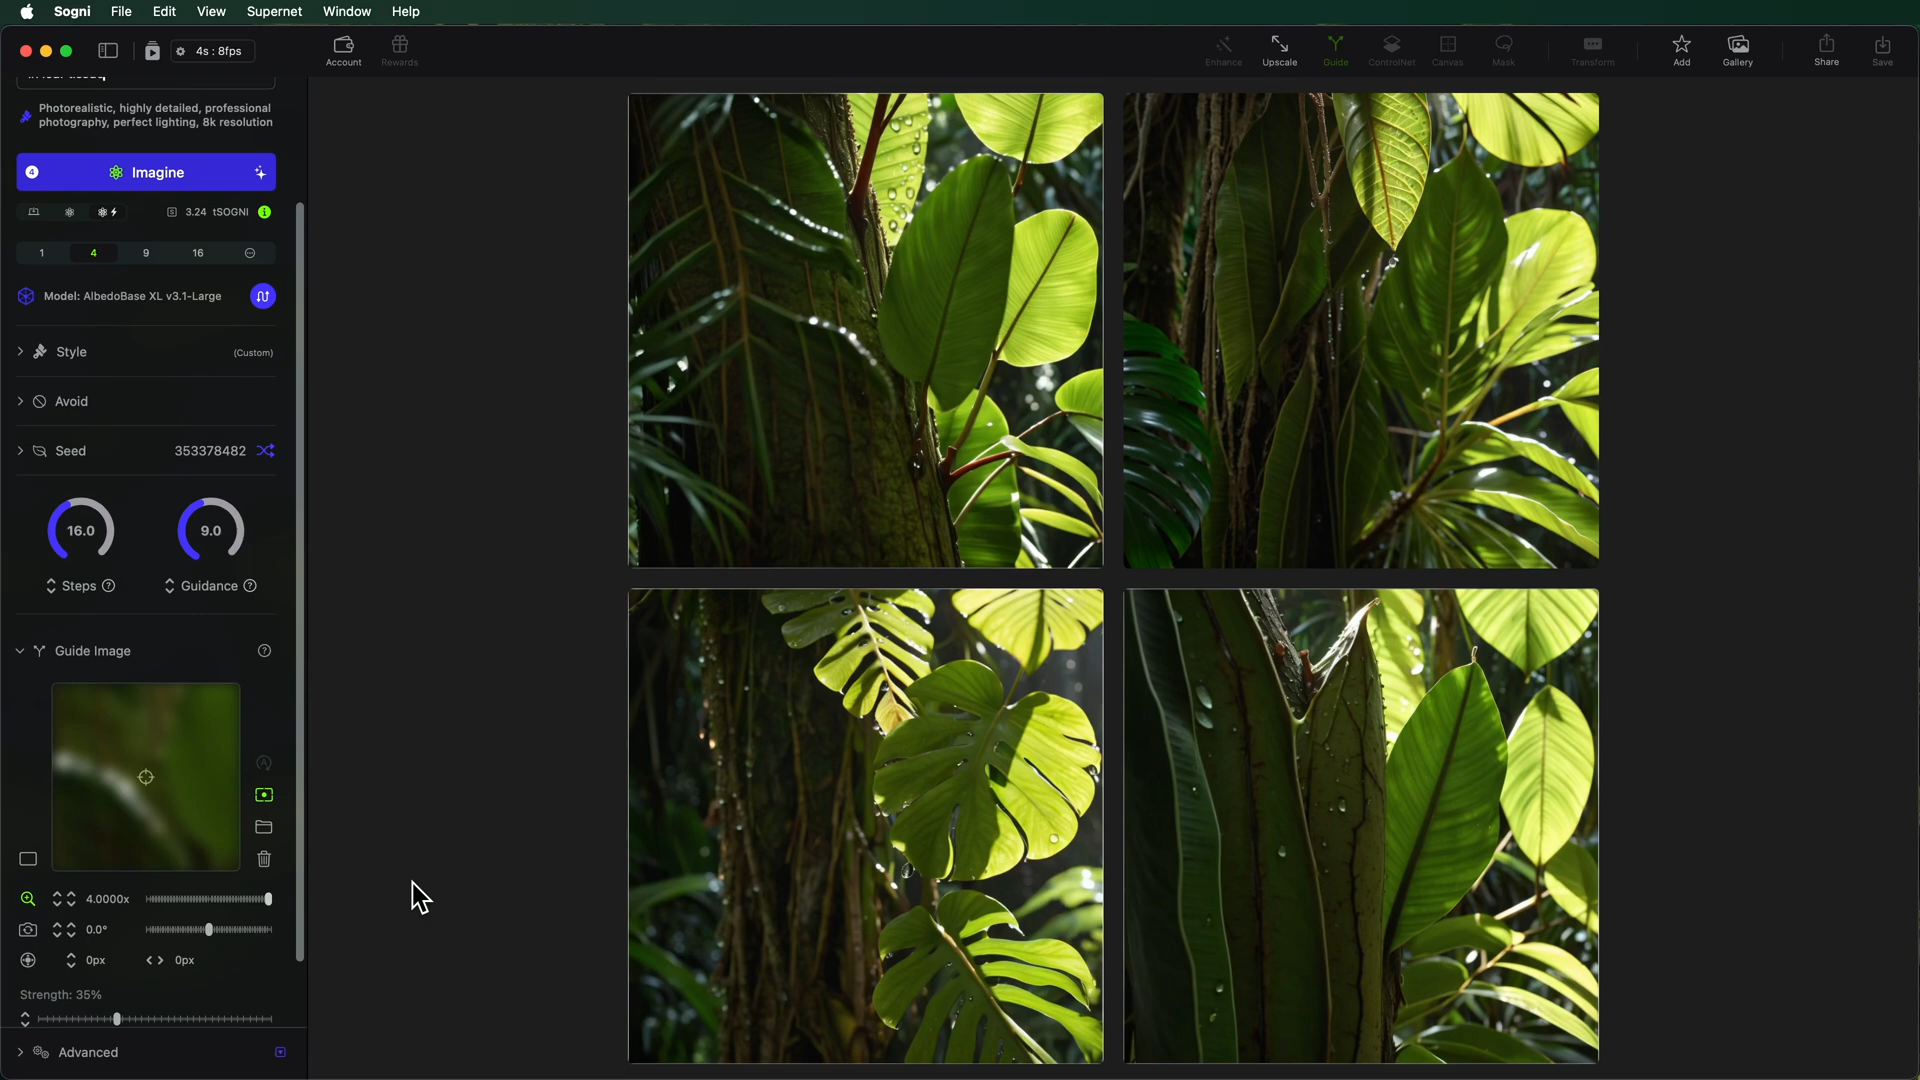 Sogni File Edit View Supernet Window Help
4s : 8fps
Account
Rewards
Enhance
Upscale
Guide
ControlNet
Canvas
Mask
Transform
Add
Gallery
Share
Save
Photorealistic, highly detailed, professional
photography, perfect lighting, 8k resolution
4 Imagine
3.24 tSOGNI
1 4 9 16
Model: AlbedoBase XL v3.1-Large
Style (Custom)
Avoid
Seed 353378482
16.0 9.0
Steps Guidance
Guide Image
4.0000x
0.0°
0px 0px
Strength: 35%
Advanced